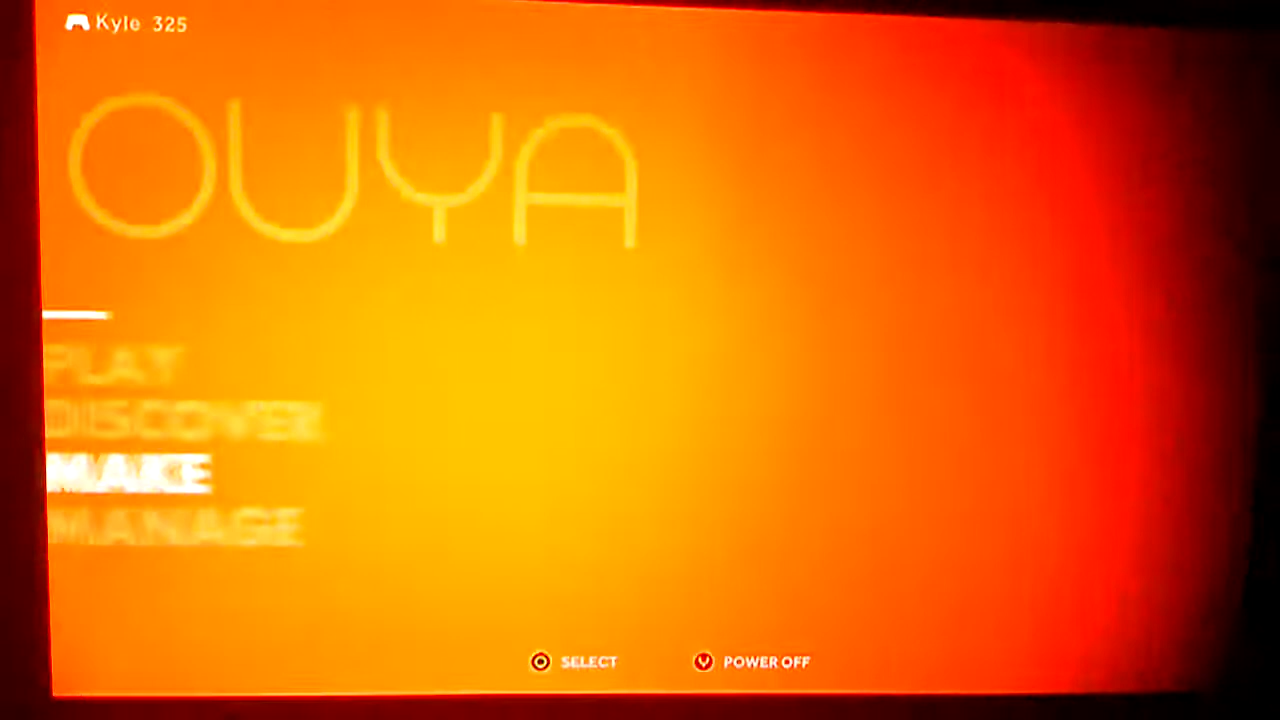 Kyle 325
OUYA
PLAY
DISCOVER
MAKE
MANAGE
SELECT
POWER OFF